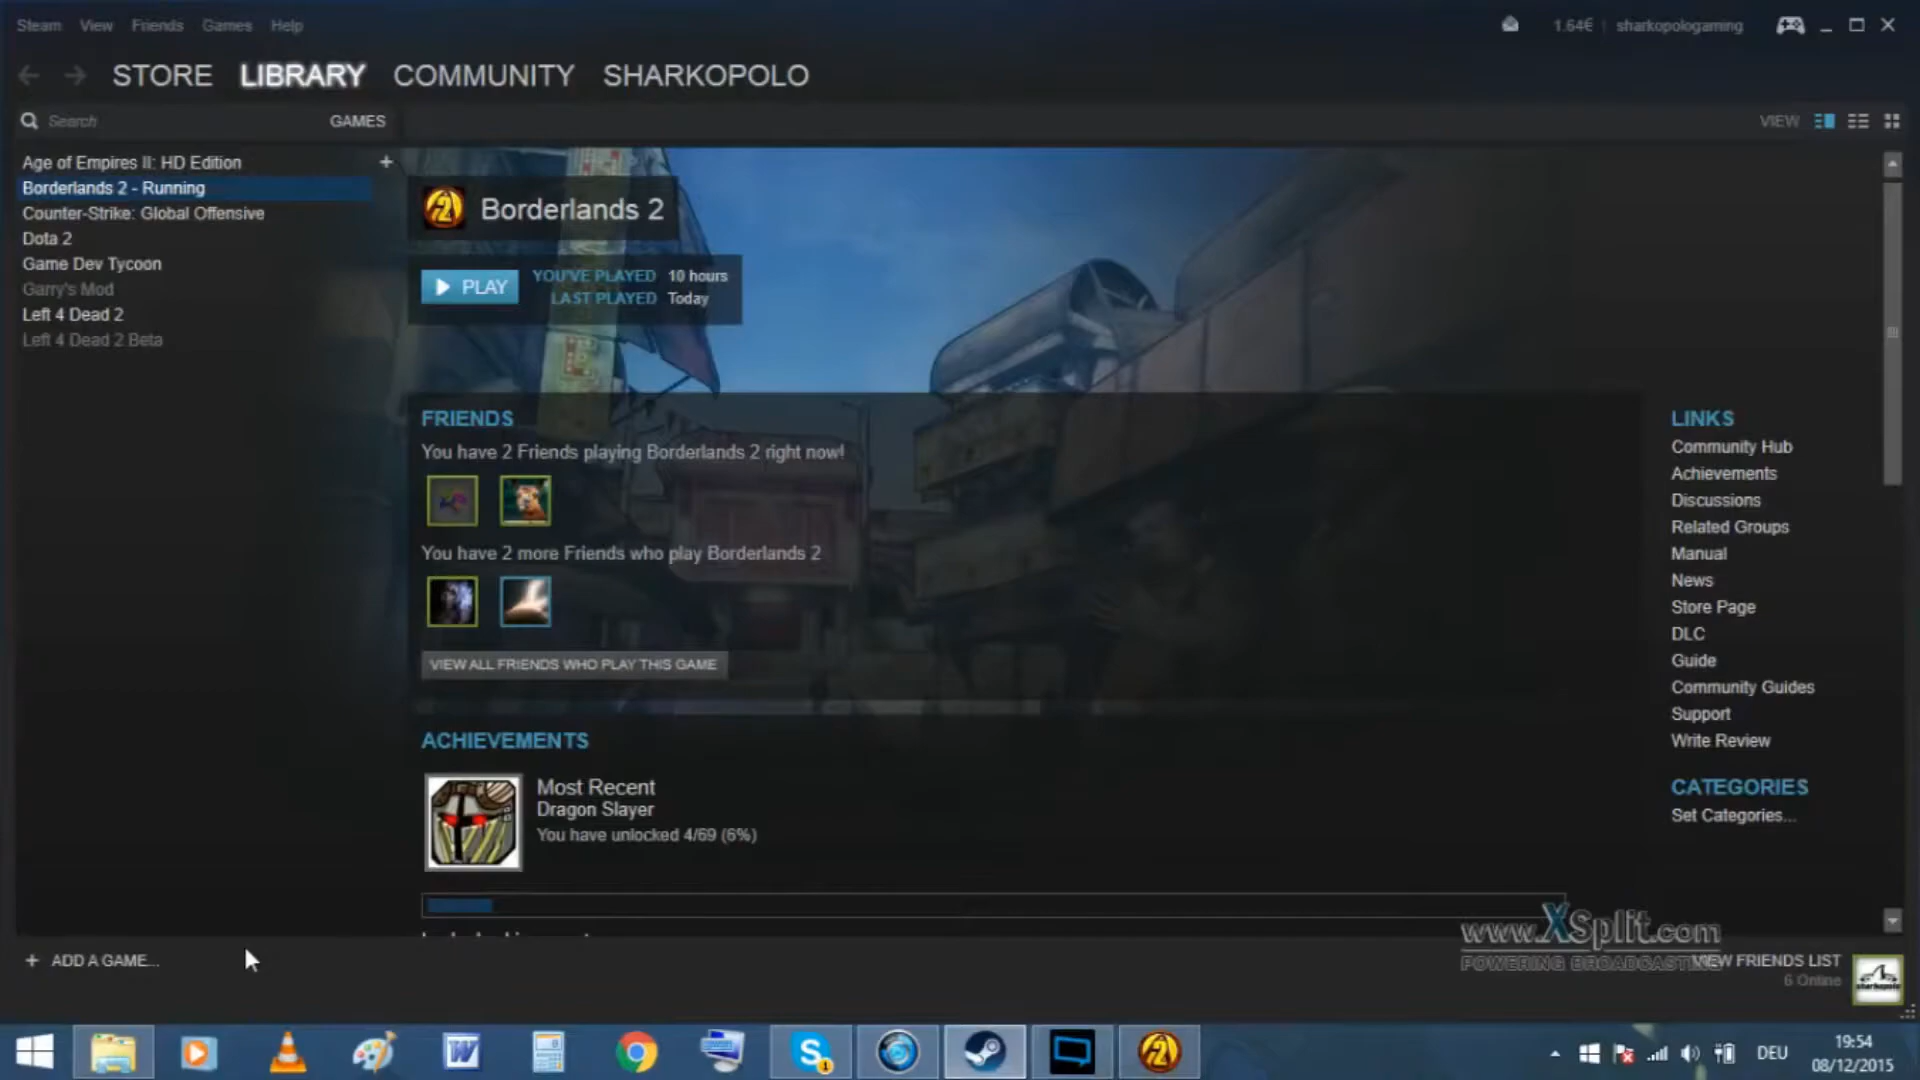 Steam View Friends Games Help
1.64€ sharkopologaming
STORE LIBRARY COMMUNITY SHARKOPOLO
Search GAMES
VIEW
Age of Empires II: HD Edition
Borderlands 2 - Running
Counter-Strike: Global Offensive
Dota 2
Game Dev Tycoon
Garry's Mod
Left 4 Dead 2
Left 4 Dead 2 Beta
+ ADD A GAME...
Borderlands 2
PLAY
YOU'VE PLAYED 10 hours
LAST PLAYED Today
FRIENDS
You have 2 Friends playing Borderlands 2 right now!
You have 2 more Friends who play Borderlands 2
VIEW ALL FRIENDS WHO PLAY THIS GAME
ACHIEVEMENTS
Most Recent
Dragon Slayer
You have unlocked 4/69 (6%)
LINKS
Community Hub
Achievements
Discussions
Related Groups
Manual
News
Store Page
DLC
Guide
Community Guides
Support
Write Review
CATEGORIES
Set Categories...
www.XSplit.com
POWERING BROADCASTING
VIEW FRIENDS LIST
6 Online
sharkopolo
DEU
19:54
08/12/2015